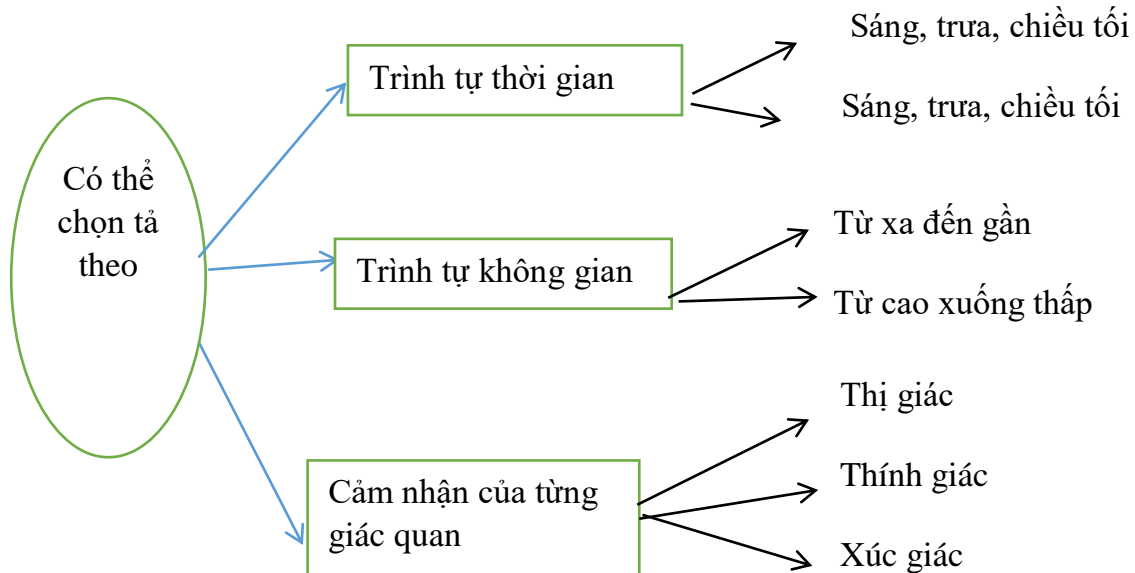 Có thể
chọn tả
theo
Trình tự thời gian
Sáng, trưa, chiều tối
Sáng, trưa, chiều tối
Trình tự không gian
Từ xa đến gần
Từ cao xuống thấp
Cảm nhận của từng
giác quan
Thị giác
Thính giác
Xúc giác